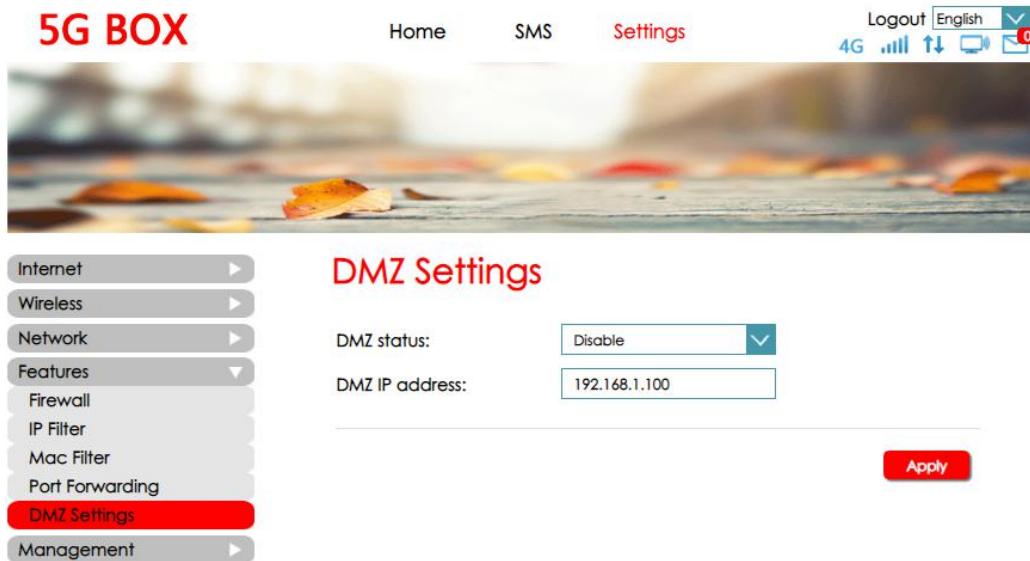 5G BOX
Home SMS Settings
Logout English
4G
0
Internet
Wireless
Network
Features
Firewall
IP Filter
Mac Filter
Port Forwarding
DMZ Settings
Management
DMZ Settings
DMZ status: Disable
DMZ IP address: 192.168.1.100
Apply